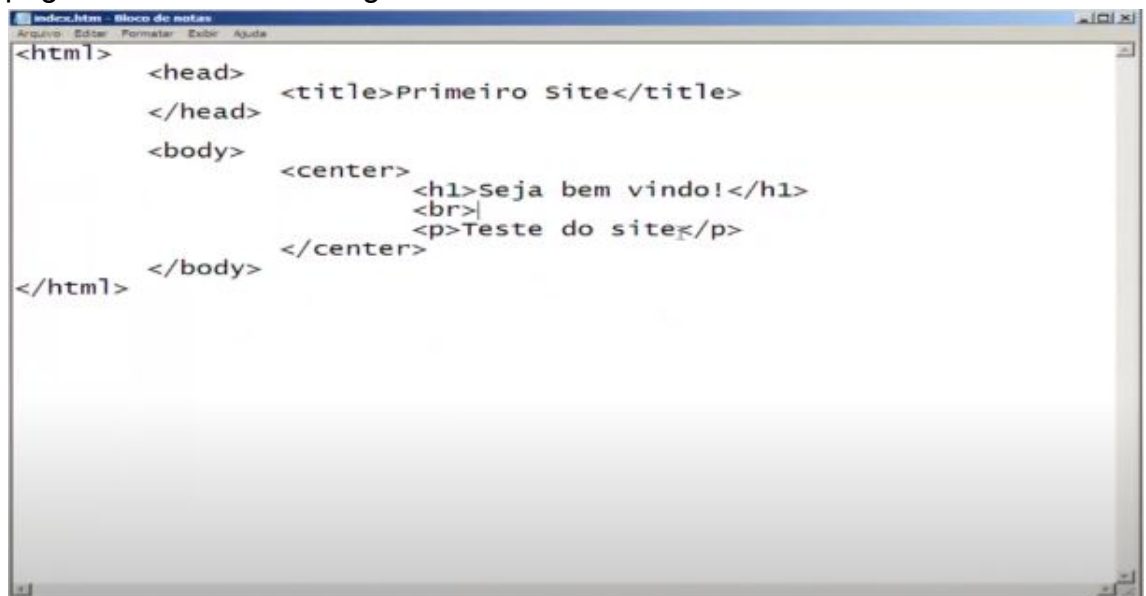 index.htm - Bloco de notas
Arquivo Editar Formatar Exibir Ajuda
<html>
<head>
<title>Primeiro Site</title>
</head>
<body>
<center>
<h1>Seja bem vindo!</h1>
<br>
<p>Teste do site</p>
</center>
</body>
</html>